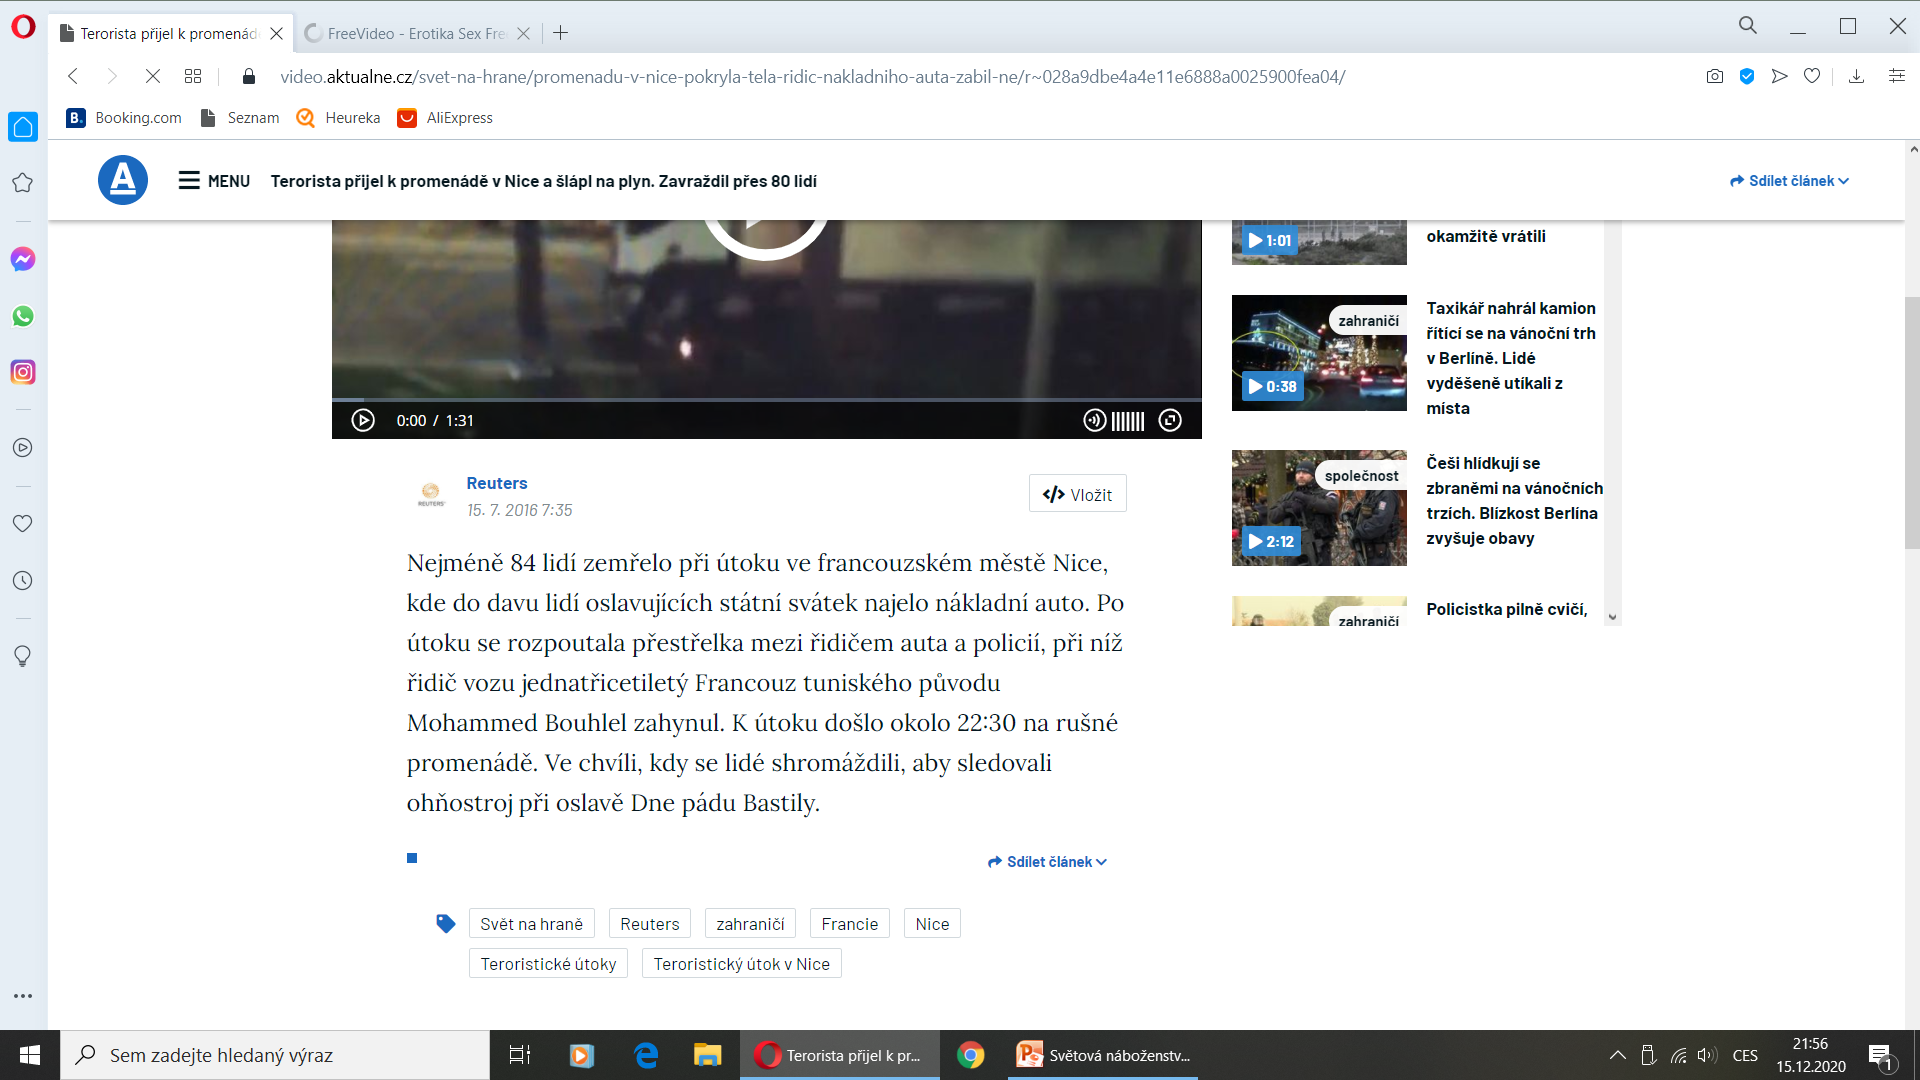 Terorista přijel k promenád
FreeVideo - Erotika Sex Fre
video.aktualne.cz/svet-na-hrane/promenadu-v-nice-pokryla-tela-ridic-nakladniho-auta-zabil-ne/r~028a9dbe4a4e11e6888a0025900fea04/
B. Booking.com
Seznam
Heureka
AliExpress
A
MENU
Terorista přijel k promenádě v Nice a šlápl na plyn. Zavraždil přes 80 lidí
Sdílet článek
0:00 / 1:31
1:01
okamžitě vrátili
zahraničí
0:38
Taxikář nahrál kamion
řítící se na vánoční trh
v Berlíně. Lidé
vyděšeně utíkali z
místa
společnost
2:12
Češi hlídkují se
zbraněmi na vánočních
trzích. Blízkost Berlína
zvyšuje obavy
zahraničí
Policistka pilně cvičí,
REUTERS
Reuters
15. 7. 2016 7:35
</> Vložit
Nejméně 84 lidí zemřelo při útoku ve francouzském městě Nice,
kde do davu lidí oslavujících státní svátek najelo nákladní auto. Po
útoku se rozpoutala přestřelka mezi řidičem auta a policií, při níž
řidič vozu jednatřicetiletý Francouz tuniského původu
Mohammed Bouhlel zahynul. K útoku došlo okolo 22:30 na rušné
promenádě. Ve chvíli, kdy se lidé shromáždili, aby sledovali
ohňostroj při oslavě Dne pádu Bastily.
Sdílet článek
Svět na hraně
Reuters
zahraničí
Francie
Nice
Teroristické útoky
Teroristický útok v Nice
Sem zadejte hledaný výraz
Terorista přijel k pr...
Světová náboženstv...
CES
21:56
15.12.2020
1